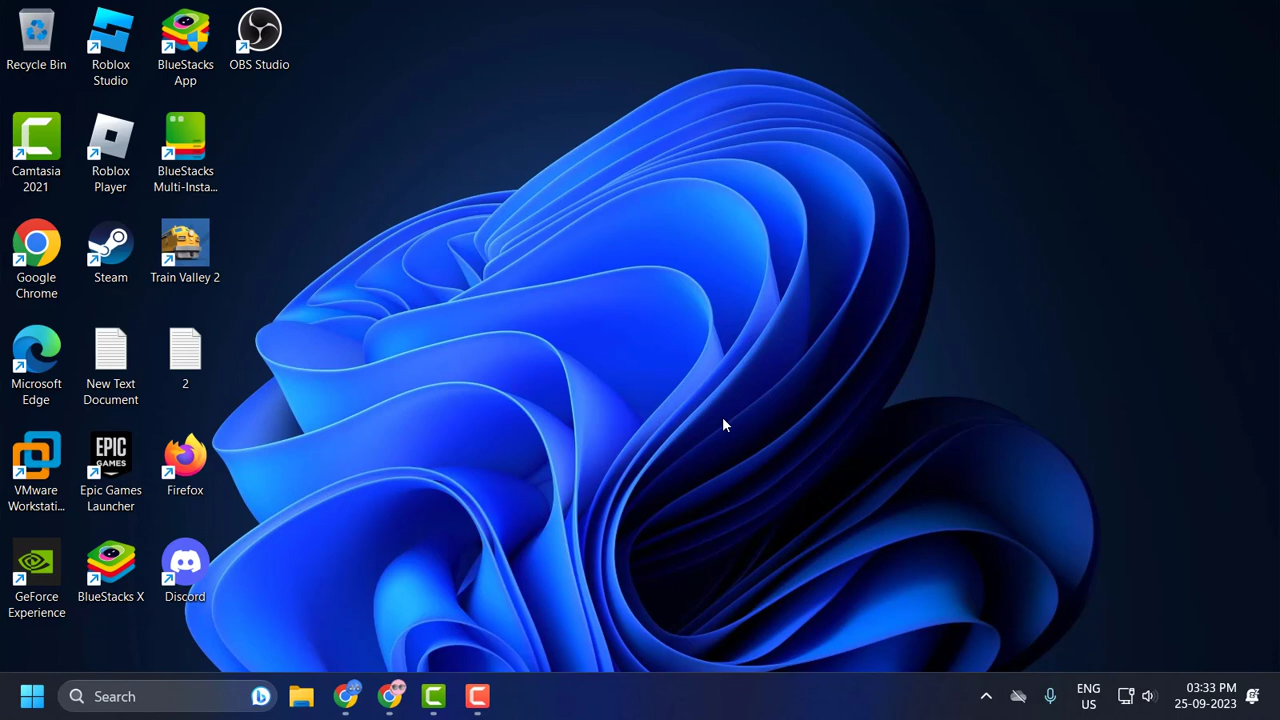 Recycle Bin
Roblox
Studio
BlueStacks
App
OBS Studio
Camtasia
2021
Roblox
Player
BlueStacks
Multi-Insta...
Google
Chrome
Steam
Train Valley 2
Microsoft
Edge
New Text
Document
2
VMware
Workstati...
EPIC
GAMES
Epic Games
Launcher
Firefox
GeForce
Experience
BlueStacks X
Discord
Search
ENG
US
03:33 PM
25-09-2023